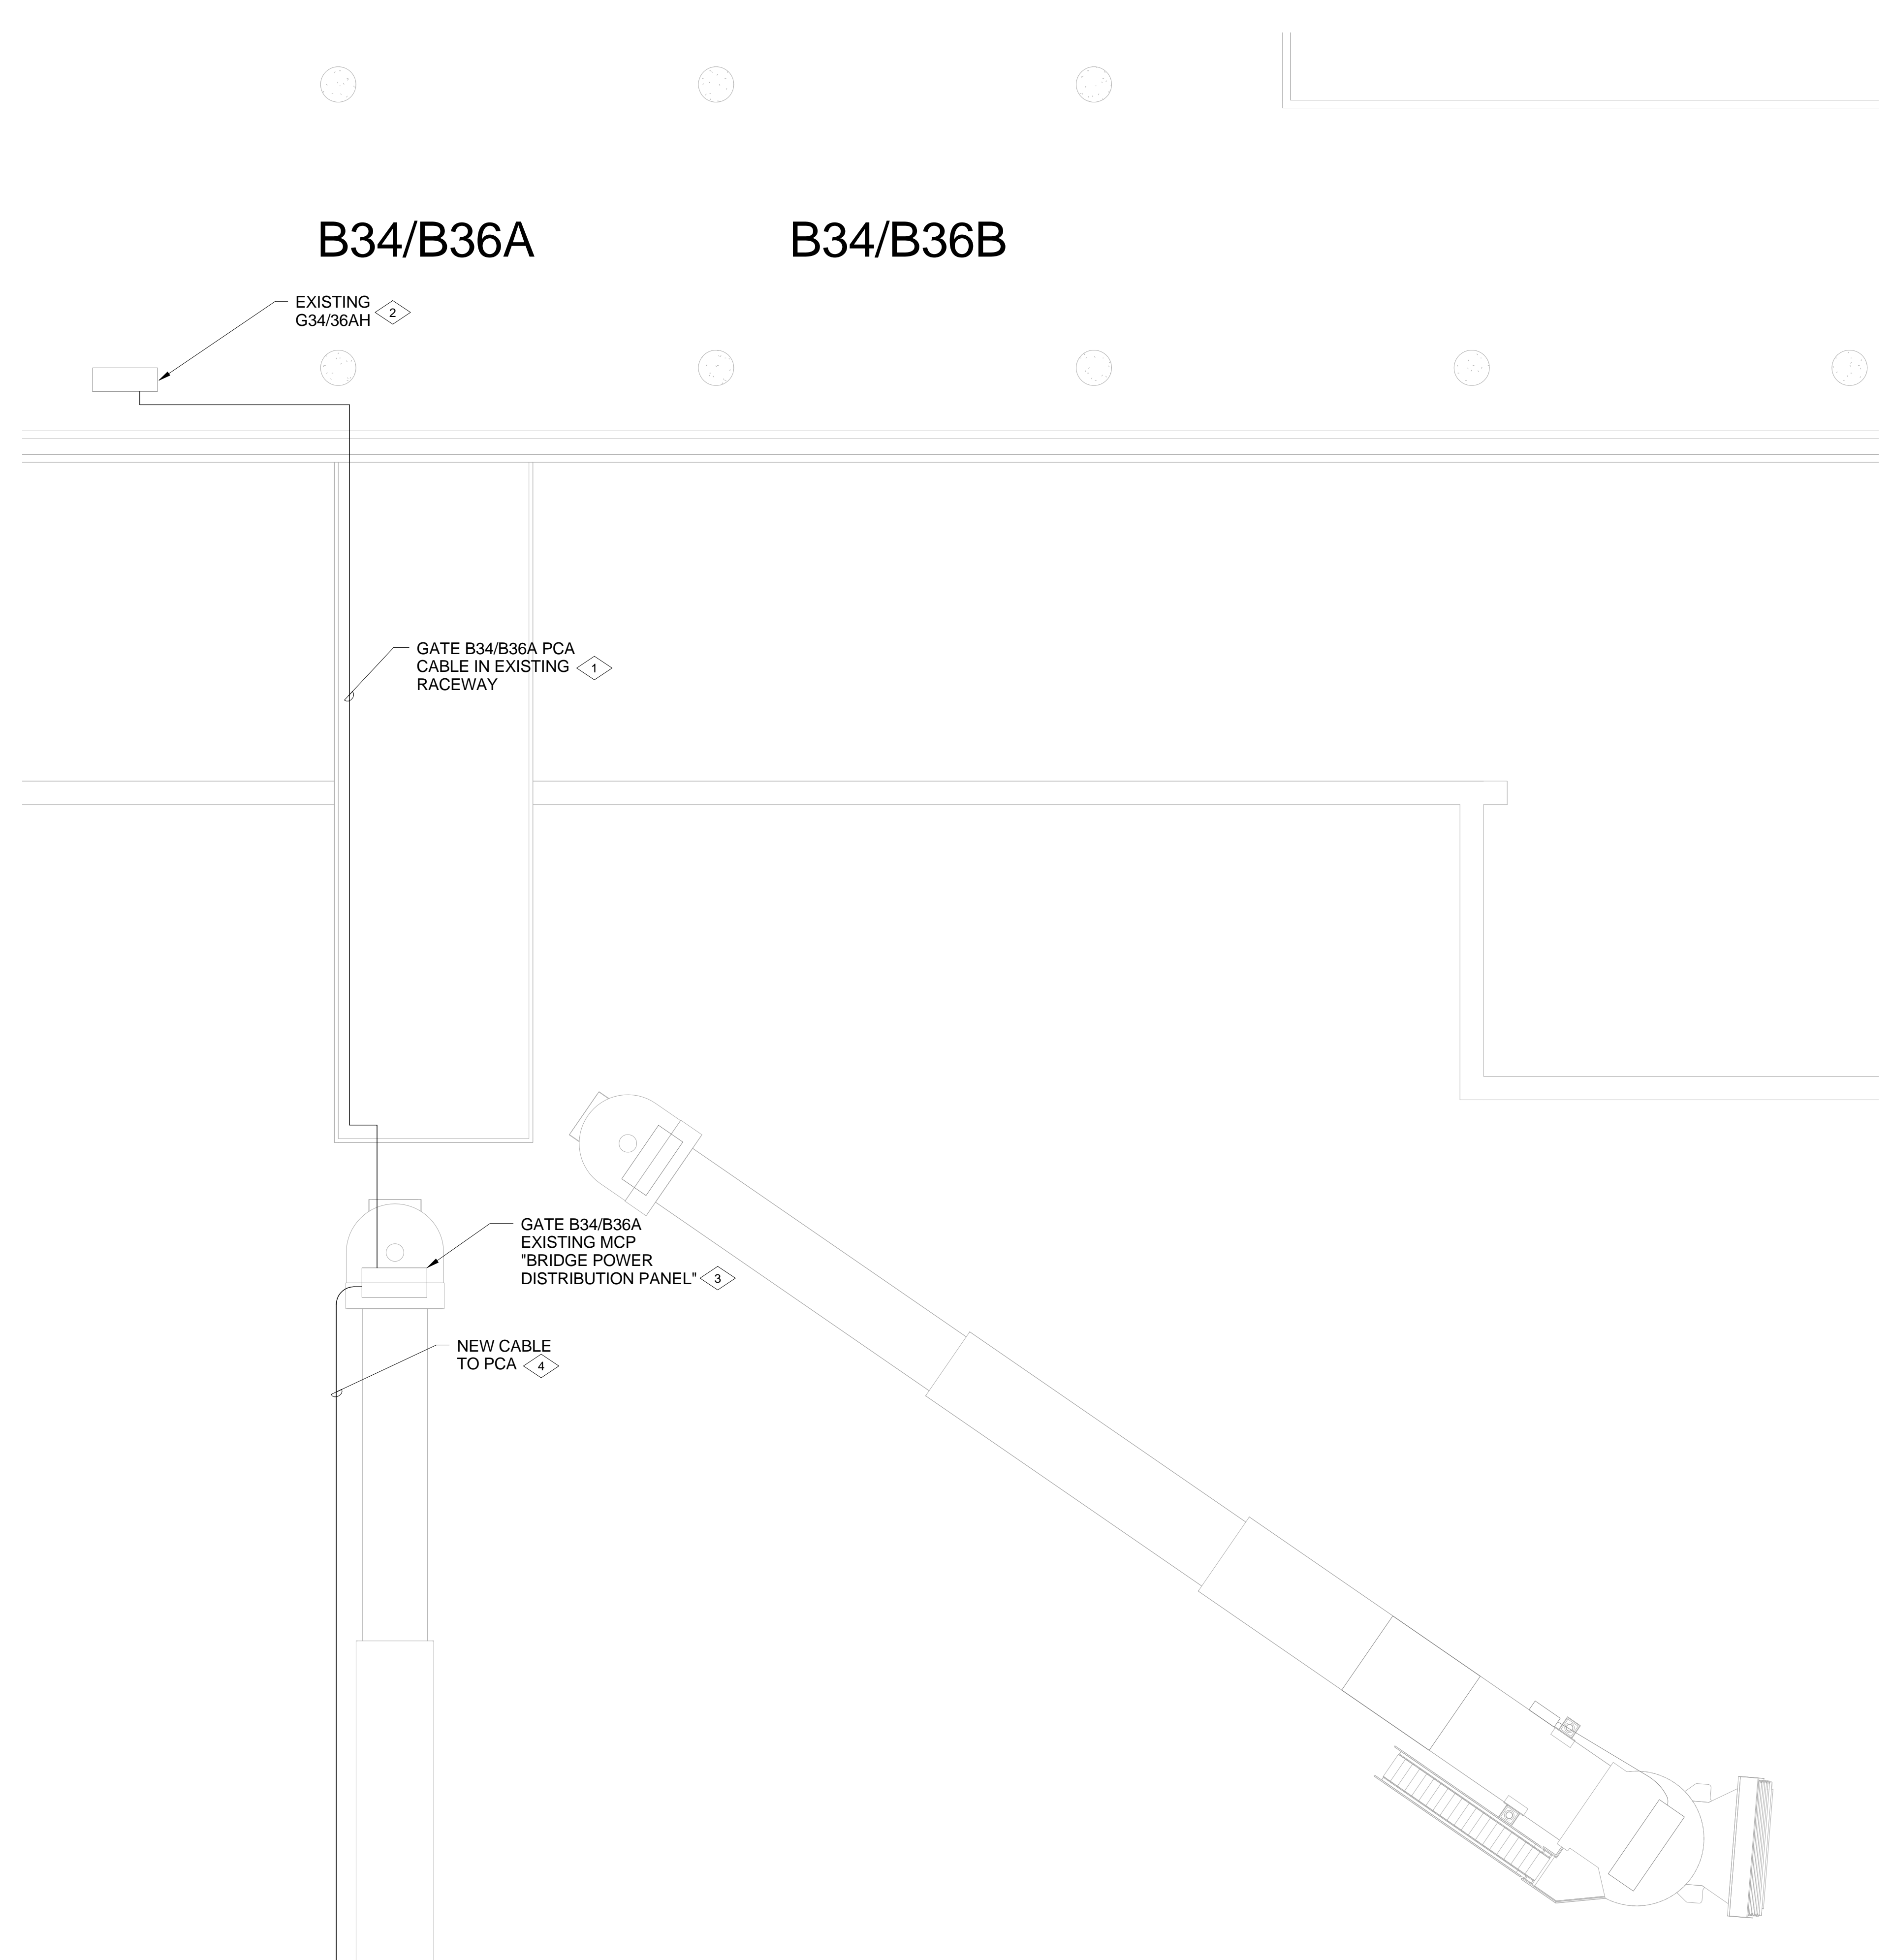 B34/B36A
B34/B36B
EXISTING
G34/36AH
2
GATE B34/B36A PCA
CABLE IN EXISTING
RACEWAY
1
GATE B34/B36A
EXISTING MCP
"BRIDGE POWER
DISTRIBUTION PANEL"
3
NEW CABLE
TO PCA
4